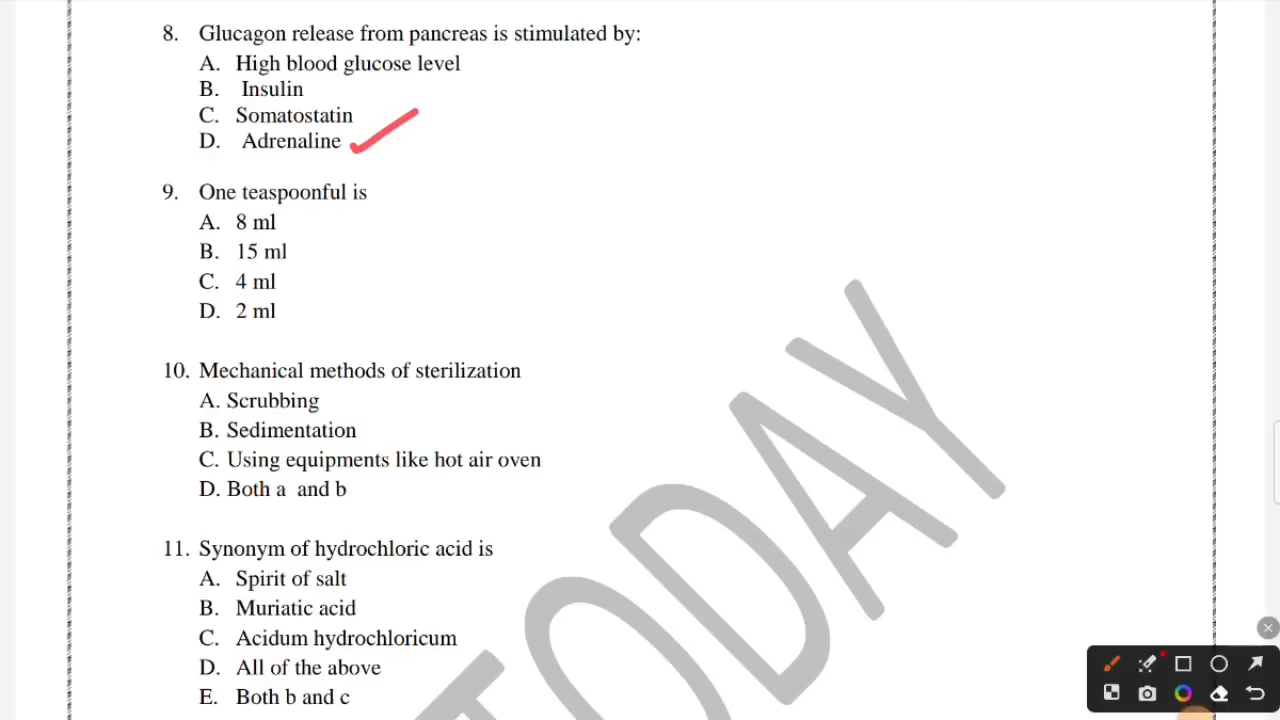 8. Glucagon release from pancreas is stimulated by:
A. High blood glucose level
B. Insulin
C. Somatostatin
D. Adrenaline
9. One teaspoonful is
A. 8 ml
B. 15 ml
C. 4 ml
D. 2 ml
10. Mechanical methods of sterilization
A. Scrubbing
B. Sedimentation
C. Using equipments like hot air oven
D. Both a and b
11. Synonym of hydrochloric acid is
A. Spirit of salt
B. Muriatic acid
C. Acidum hydrochloricum
D. All of the above
E. Both b and c
TODAY